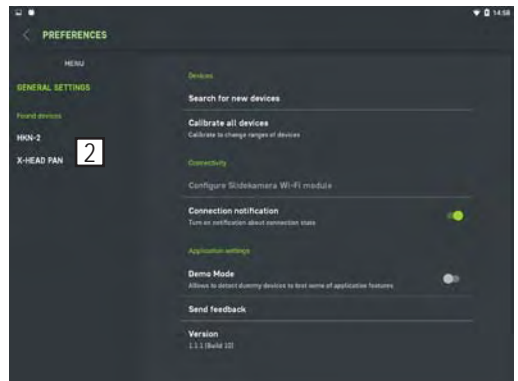 14:58
PREFERENCES
MENU
GENERAL SETTINGS
Found devices
HKN-2
X-HEAD PAN
2
Devices
Search for new devices
Calibrate all devices
Calibrate to change ranges of devices
Connectivity
Configure Slidekamera Wi-Fi module
Connection notification
Turn on notification about connection state
Application settings
Demo Mode
Allows to detect dummy devices to test some of application features
Send feedback
Version
1.1.1 (Build 10)